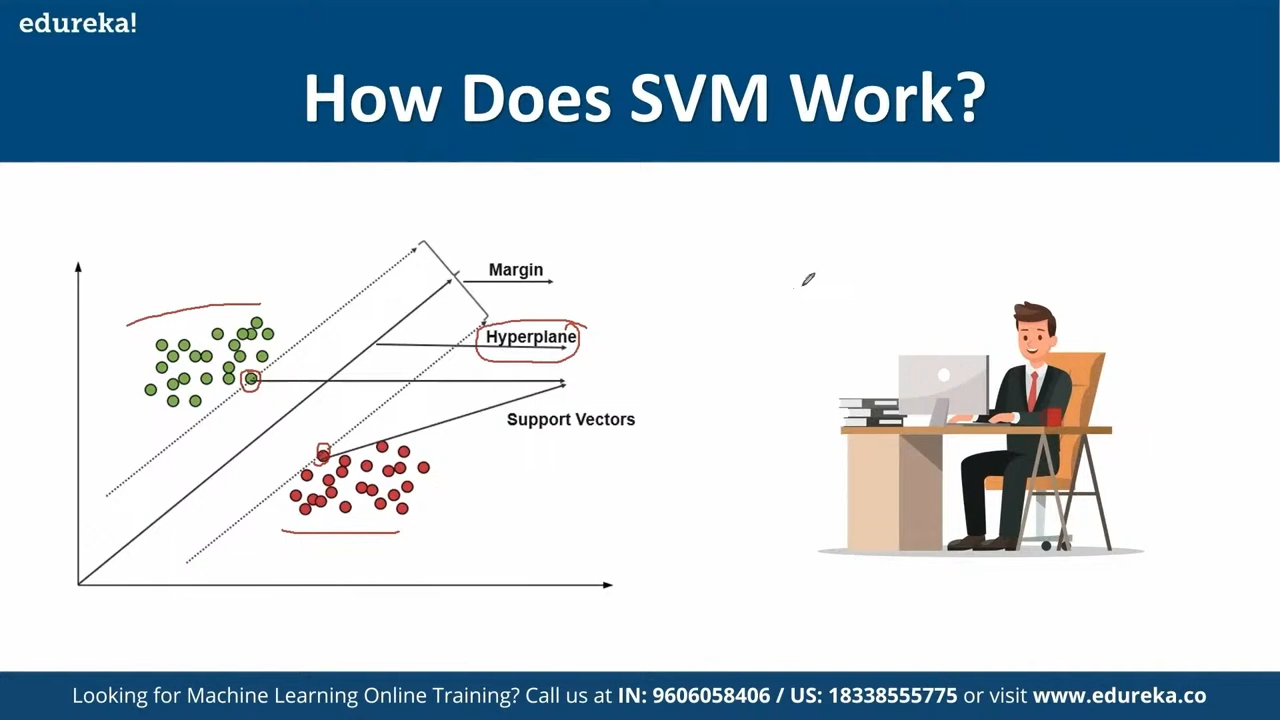 edureka!
How Does SVM Work?
Margin
Hyperplane
Support Vectors
Looking for Machine Learning Online Training? Call us at IN: 9606058406 / US: 18338555775 or visit www.edureka.co